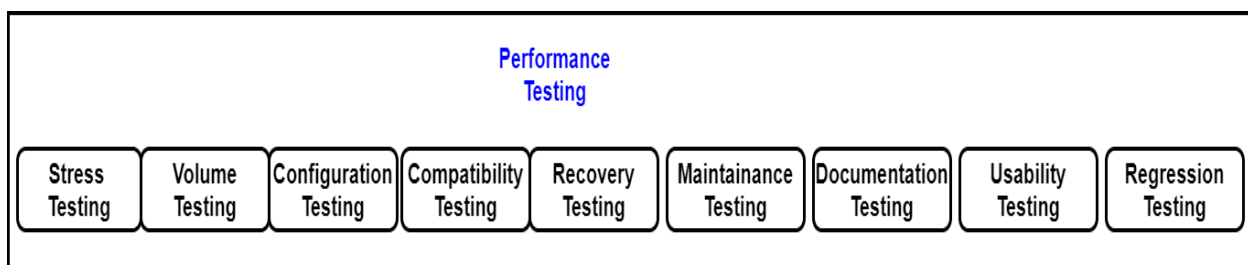 Performance
Testing
Stress
Testing
Volume
Testing
Configuration
Testing
Compatibility
Testing
Recovery
Testing
Maintainance
Testing
Documentation
Testing
Usability
Testing
Regression
Testing